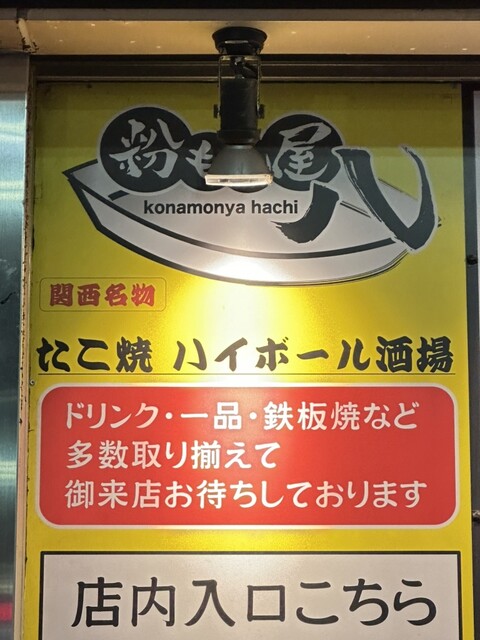 粉も屋八
konamonya hachi
関西名物
たこ焼 ハイボール酒場
ドリンク・一品・鉄板焼など
多数取り揃えて
御来店お待ちしております
店内入口こちら